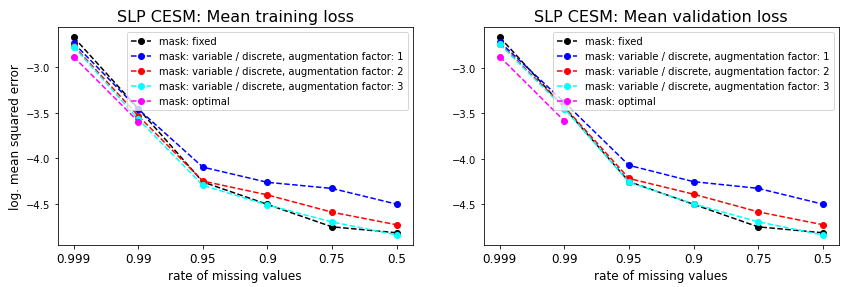 SLP CESM: Mean training loss
log. mean squared error
−3.0
−3.5
−4.0
−4.5
mask: fixed
mask: variable / discrete, augmentation factor: 1
mask: variable / discrete, augmentation factor: 2
mask: variable / discrete, augmentation factor: 3
mask: optimal
0.999 0.99 0.95 0.9 0.75 0.5
rate of missing values
SLP CESM: Mean validation loss
−3.0
−3.5
−4.0
−4.5
mask: fixed
mask: variable / discrete, augmentation factor: 1
mask: variable / discrete, augmentation factor: 2
mask: variable / discrete, augmentation factor: 3
mask: optimal
0.999 0.99 0.95 0.9 0.75 0.5
rate of missing values